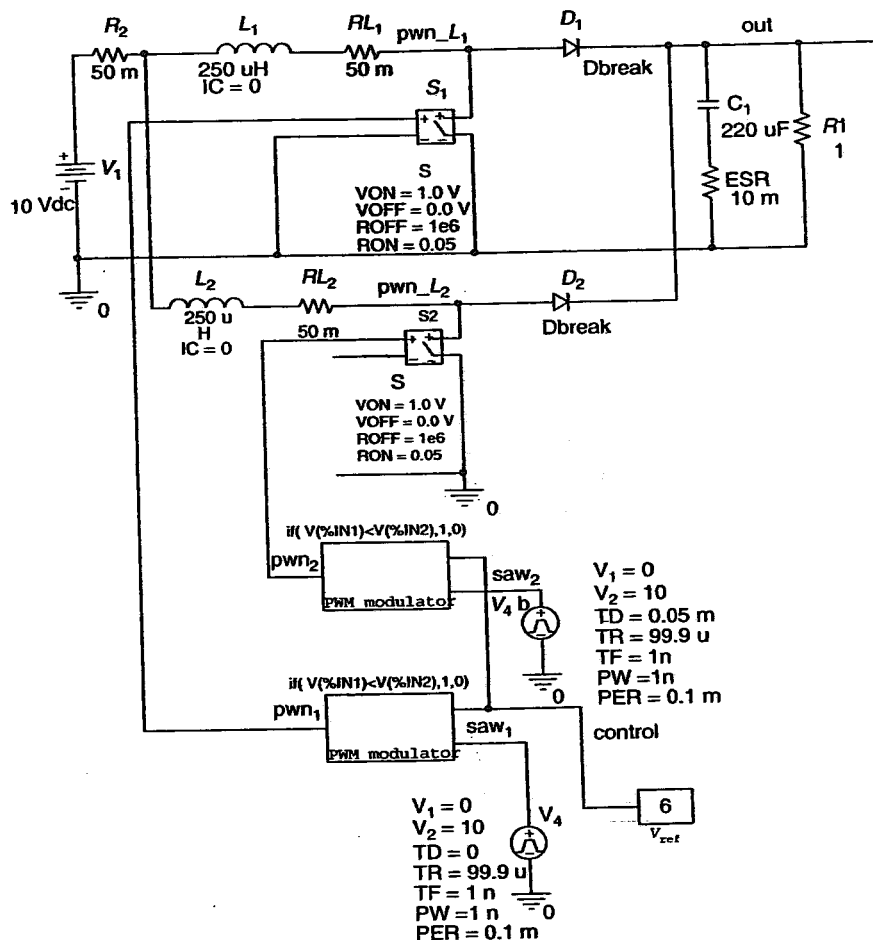 R2
50 m
L1
250 uH
IC = 0
RL1
50 m
pwn_L1
D1
Dbreak
out
C1
220 uF
R1
1
ESR
10 m
+
V1
-
10 Vdc
0
S1
+ +
- -
S
VON = 1.0 V
VOFF = 0.0 V
ROFF = 1e6
RON = 0.05
L2
250 u
H
IC = 0
RL2
50 m
pwn_L2
D2
Dbreak
S2
+ +
- -
S
VON = 1.0 V
VOFF = 0.0 V
ROFF = 1e6
RON = 0.05
0
if( V(%IN1)<V(%IN2),1,0)
pwn2
PWM modulator
saw2
V4 b
+
-
0
V1 = 0
V2 = 10
TD = 0.05 m
TR = 99.9 u
TF = 1n
PW =1n
PER = 0.1 m
if( V(%IN1)<V(%IN2),1,0)
pwn1
PWM modulator
saw1
control
6
Vref
V4
+
-
0
V1 = 0
V2 = 10
TD = 0
TR = 99.9 u
TF = 1 n
PW =1 n
PER = 0.1 m